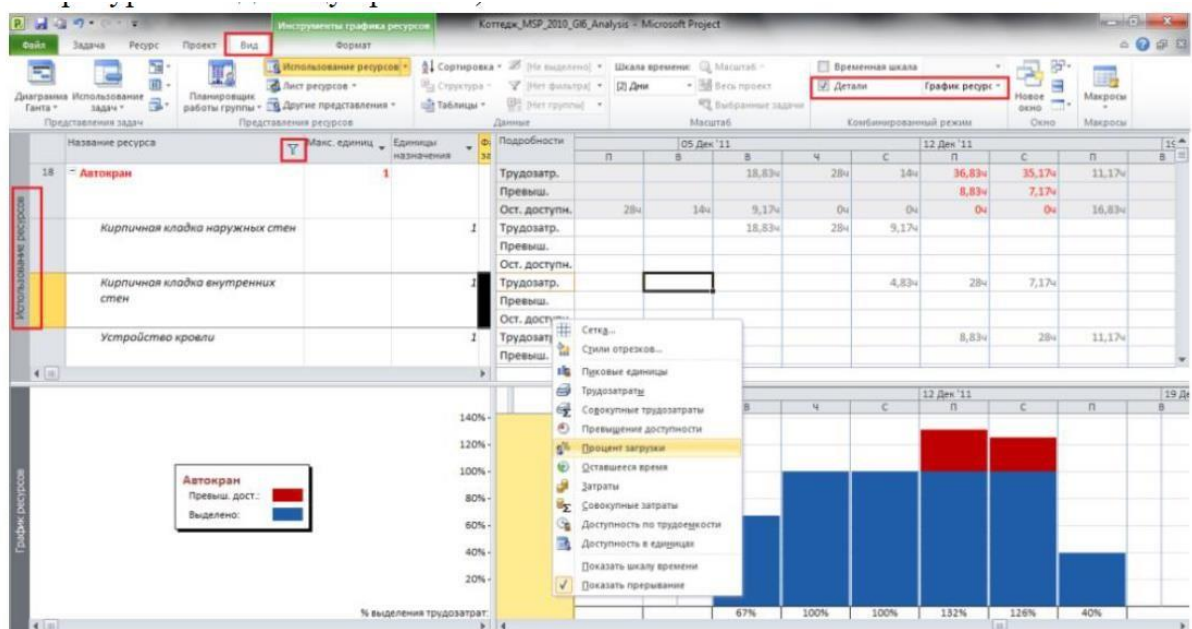 Инструменты графика ресурсов
Коттедж_MSP_2010_GI6_Analysis - Microsoft Project
Файл Задача Ресурс Проект Вид Формат
Диаграмма Ганта
Использование задач
Представления задач
Планировщик работы группы
Использование ресурсов
Лист ресурсов
Другие представления
Представления ресурсов
Сортировка
Структура
Таблицы
[Не выделено]
[Нет фильтра]
[Нет группы]
Данные
Шкала времени:
[2] Дни
Масштаб
Весь проект
Выбранные задачи
Масштаб
Временная шкала
Детали График ресурс
Комбинированный режим
Новое окно
Окно
Макросы
Макросы
Использование ресурсов
Название ресурса Макс. единиц Единицы назначения
Подробности 05 Дек '11 12 Дек '11
П В В Ч С П С П В
18 Автокран 1
Трудозатр. 18,83ч 28ч 14ч 36,83ч 35,17ч 11,17ч
Превыш. 8,83ч 7,17ч
Ост. доступн. 28ч 14ч 9,17ч 0ч 0ч 0ч 0ч 16,83ч
Кирпичная кладка наружных стен 1
Трудозатр. 18,83ч 28ч 9,17ч
Превыш.
Ост. доступн.
Кирпичная кладка внутренних стен 1
Трудозатр. 4,83ч 28ч 7,17ч
Превыш.
Ост. доступн.
Устройство кровли 1
Трудозатр. 8,83ч 28ч 11,17ч
Превыш.
Сетка...
Стили отрезков...
Пиковые единицы
Трудозатраты
Совокупные трудозатраты
Превышение доступности
Процент загрузки
Оставшееся время
Затраты
Совокупные затраты
Доступность по трудоемкости
Доступность в единицах
Показать шкалу времени
Показать прерывание
График ресурсов
Автокран
Превыш. дост.:
Выделено:
140%
120%
100%
80%
60%
40%
20%
% выделения трудозатрат:
12 Дек '11
В Ч С П С П В
67% 100% 100% 132% 126% 40%